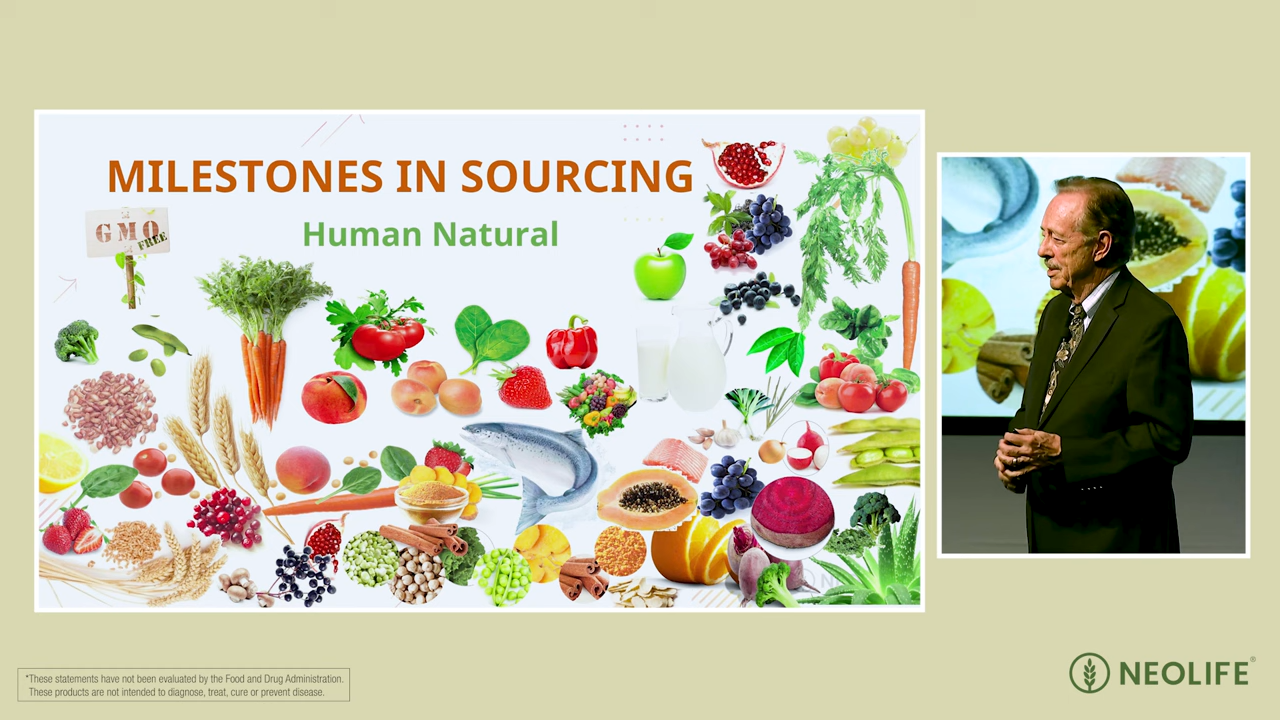 MILESTONES IN SOURCING
Human Natural
GMO
FREE
*These statements have not been evaluated by the Food and Drug Administration.
These products are not intended to diagnose, treat, cure or prevent disease.
NEOLIFE®